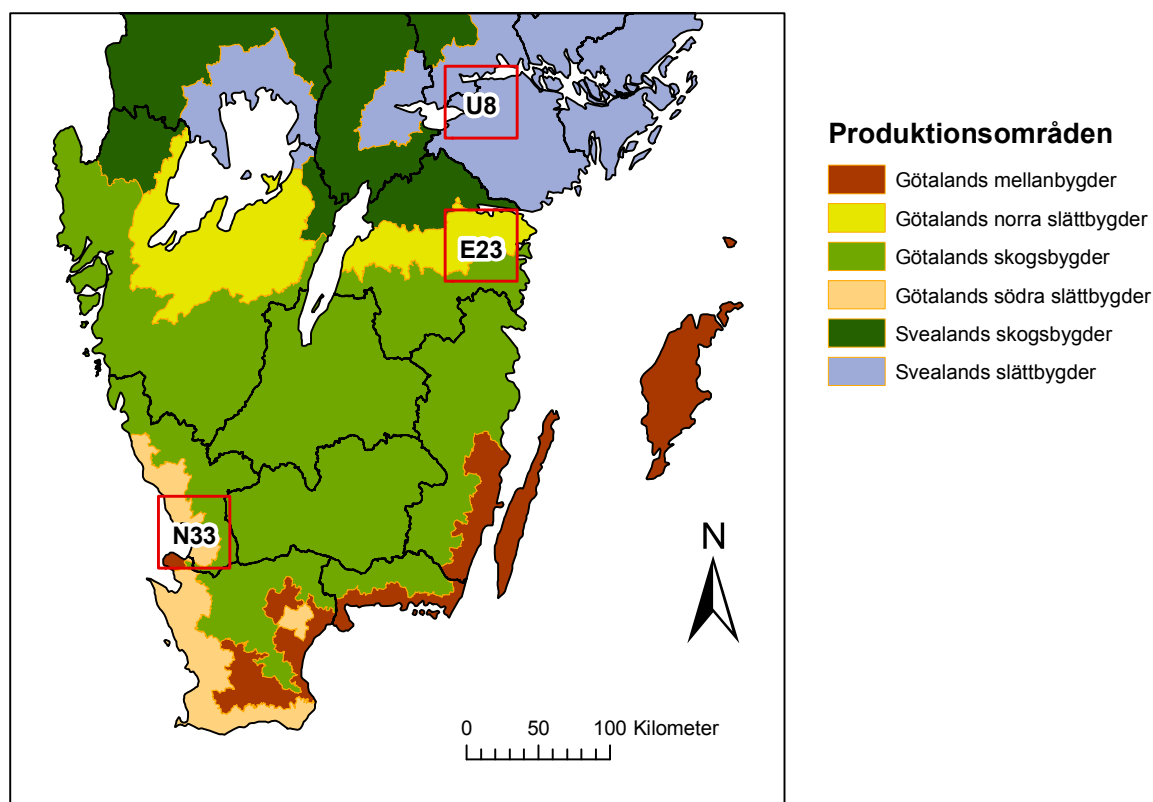 U8
E23
N33
N
0 50 100 Kilometer
Produktionsområden
Götalands mellanbygder
Götalands norra slättbygder
Götalands skogsbygder
Götalands södra slättbygder
Svealands skogsbygder
Svealands slättbygder